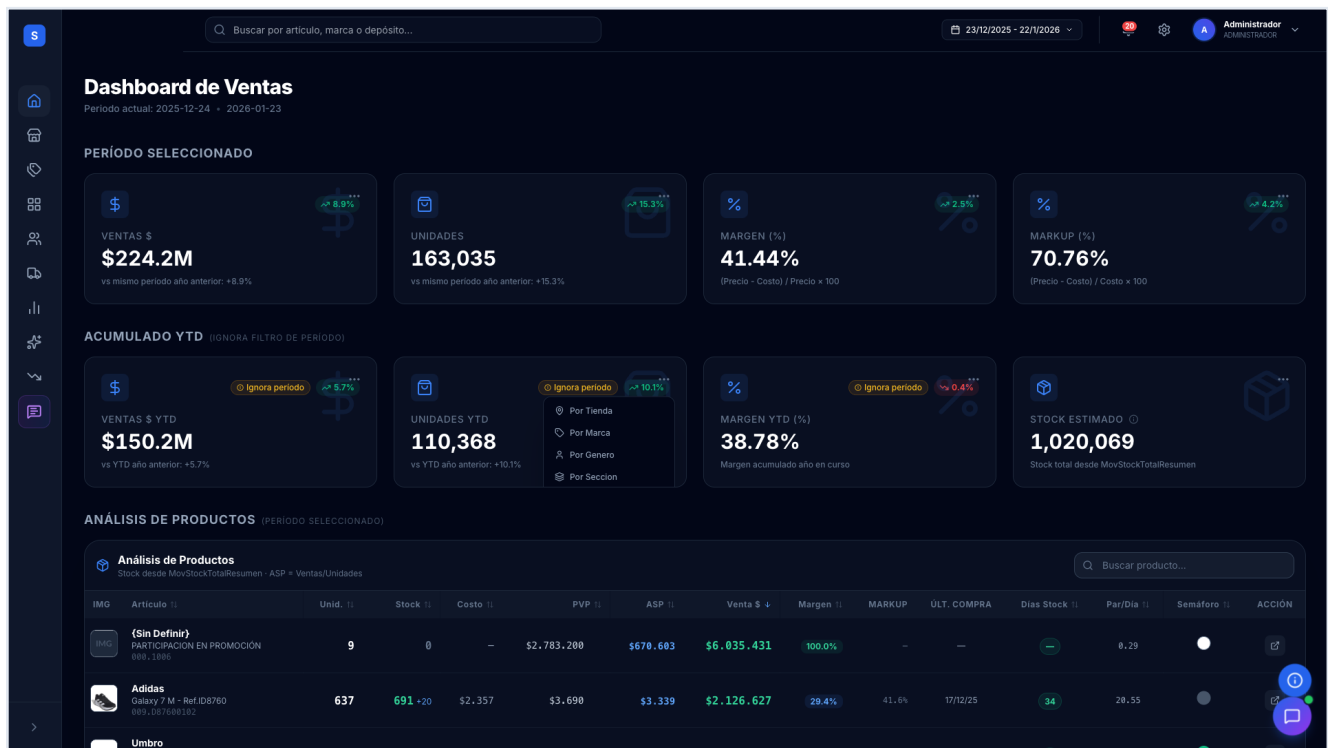 S
Buscar por artículo, marca o depósito...
23/12/2025 - 22/1/2026
20
A
Administrador
ADMINISTRADOR
Dashboard de Ventas
Periodo actual: 2025-12-24 • 2026-01-23
PERÍODO SELECCIONADO
8.9%
VENTAS $
$224.2M
vs mismo periodo año anterior: +8.9%
15.3%
UNIDADES
163,035
vs mismo periodo año anterior: +15.3%
2.5%
MARGEN (%)
41.44%
(Precio - Costo) / Precio × 100
4.2%
MARKUP (%)
70.76%
(Precio - Costo) / Costo × 100
ACUMULADO YTD (IGNORA FILTRO DE PERÍODO)
Ignora periodo 5.7%
VENTAS $ YTD
$150.2M
vs YTD año anterior: +5.7%
Ignora periodo 10.1%
UNIDADES YTD
110,368
vs YTD año anterior: +10.1%
Por Tienda
Por Marca
Por Genero
Por Seccion
Ignora periodo 0.4%
MARGEN YTD (%)
38.78%
Margen acumulado año en curso
STOCK ESTIMADO
1,020,069
Stock total desde MovStockTotalResumen
ANÁLISIS DE PRODUCTOS (PERÍODO SELECCIONADO)
Análisis de Productos
Stock desde MovStockTotalResumen · ASP = Ventas/Unidades
Buscar producto...
IMG Artículo Unid. Stock Costo PVP ASP Venta $ Margen MARKUP ÚLT. COMPRA Días Stock Par/Día Semáforo ACCIÓN
IMG
{Sin Definir}
PARTICIPACION EN PROMOCIÓN
000.1006
9 0 — $2.783.200 $670.603 $6.035.431 100.0% — — — 0.29
Adidas
Galaxy 7 M - Ref.ID8760
009.D87600102
637 691 +20 $2.357 $3.690 $3.339 $2.126.627 29.4% 41.6% 17/12/25 34 20.55
Umbro